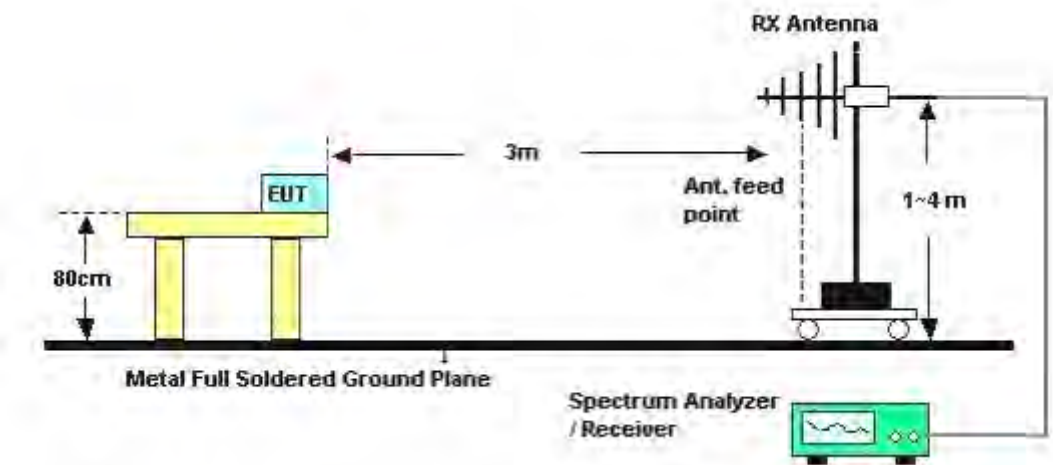 RX Antenna
3m
EUT
Ant. feed
point
1~4 m
80cm
Metal Full Soldered Ground Plane
Spectrum Analyzer
/ Receiver